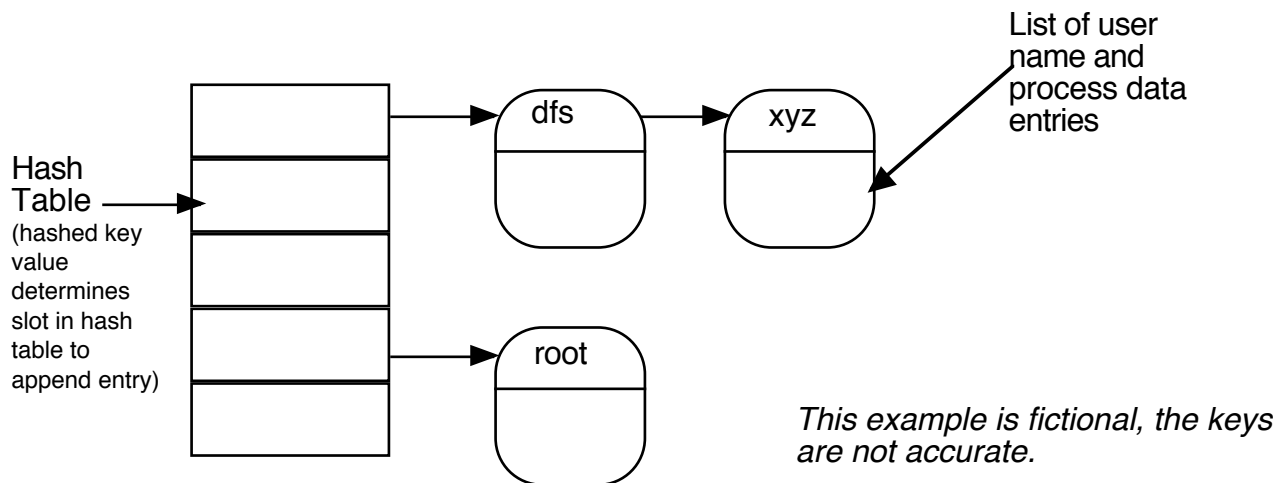 List of user
name and
process data
entries
dfs
xyz
Hash
Table
(hashed key
value
determines
slot in hash
table to
append entry)
root
This example is fictional, the keys
are not accurate.